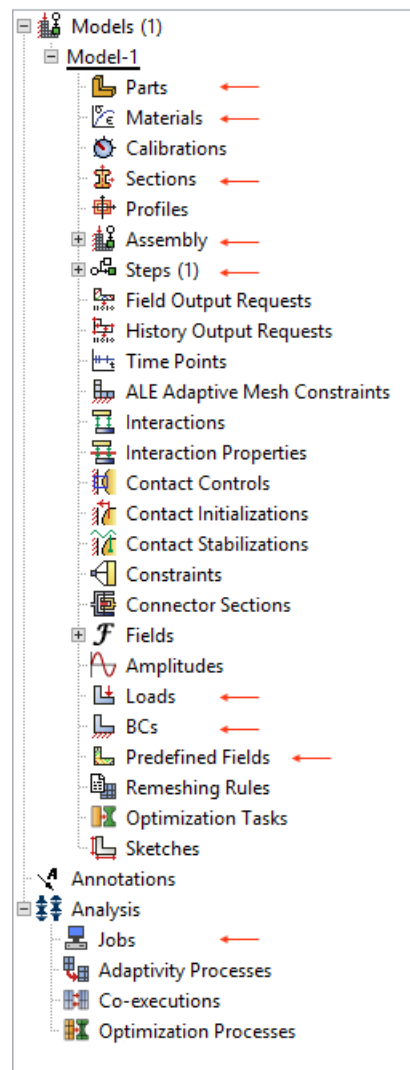 Models (1)
Model-1
Parts
Materials
Calibrations
Sections
Profiles
Assembly
Steps (1)
Field Output Requests
History Output Requests
Time Points
ALE Adaptive Mesh Constraints
Interactions
Interaction Properties
Contact Controls
Contact Initializations
Contact Stabilizations
Constraints
Connector Sections
Fields
Amplitudes
Loads
BCs
Predefined Fields
Remeshing Rules
Optimization Tasks
Sketches
Annotations
Analysis
Jobs
Adaptivity Processes
Co-executions
Optimization Processes